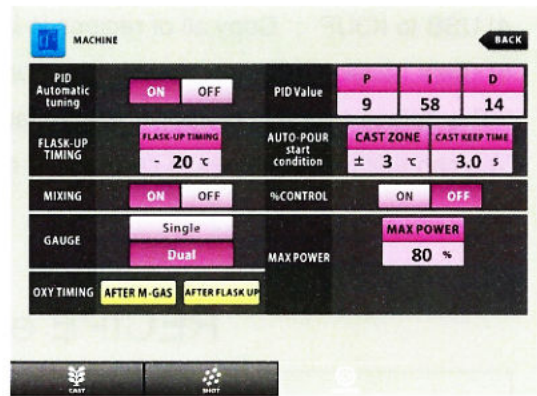 MACHINE
BACK
PID
Automatic
tuning
ON OFF
PID Value
P I D
9 58 14
FLASK-UP
TIMING
FLASK-UP TIMING
- 20 ℃
AUTO-POUR
start
condition
CAST ZONE CAST KEEP TIME
± 3 ℃ 3.0 s
MIXING
ON OFF
%CONTROL
ON OFF
GAUGE
Single
Dual
MAX POWER
MAX POWER
80 %
OXY TIMING
AFTER M-GAS AFTER FLASK UP
CAST SHOT